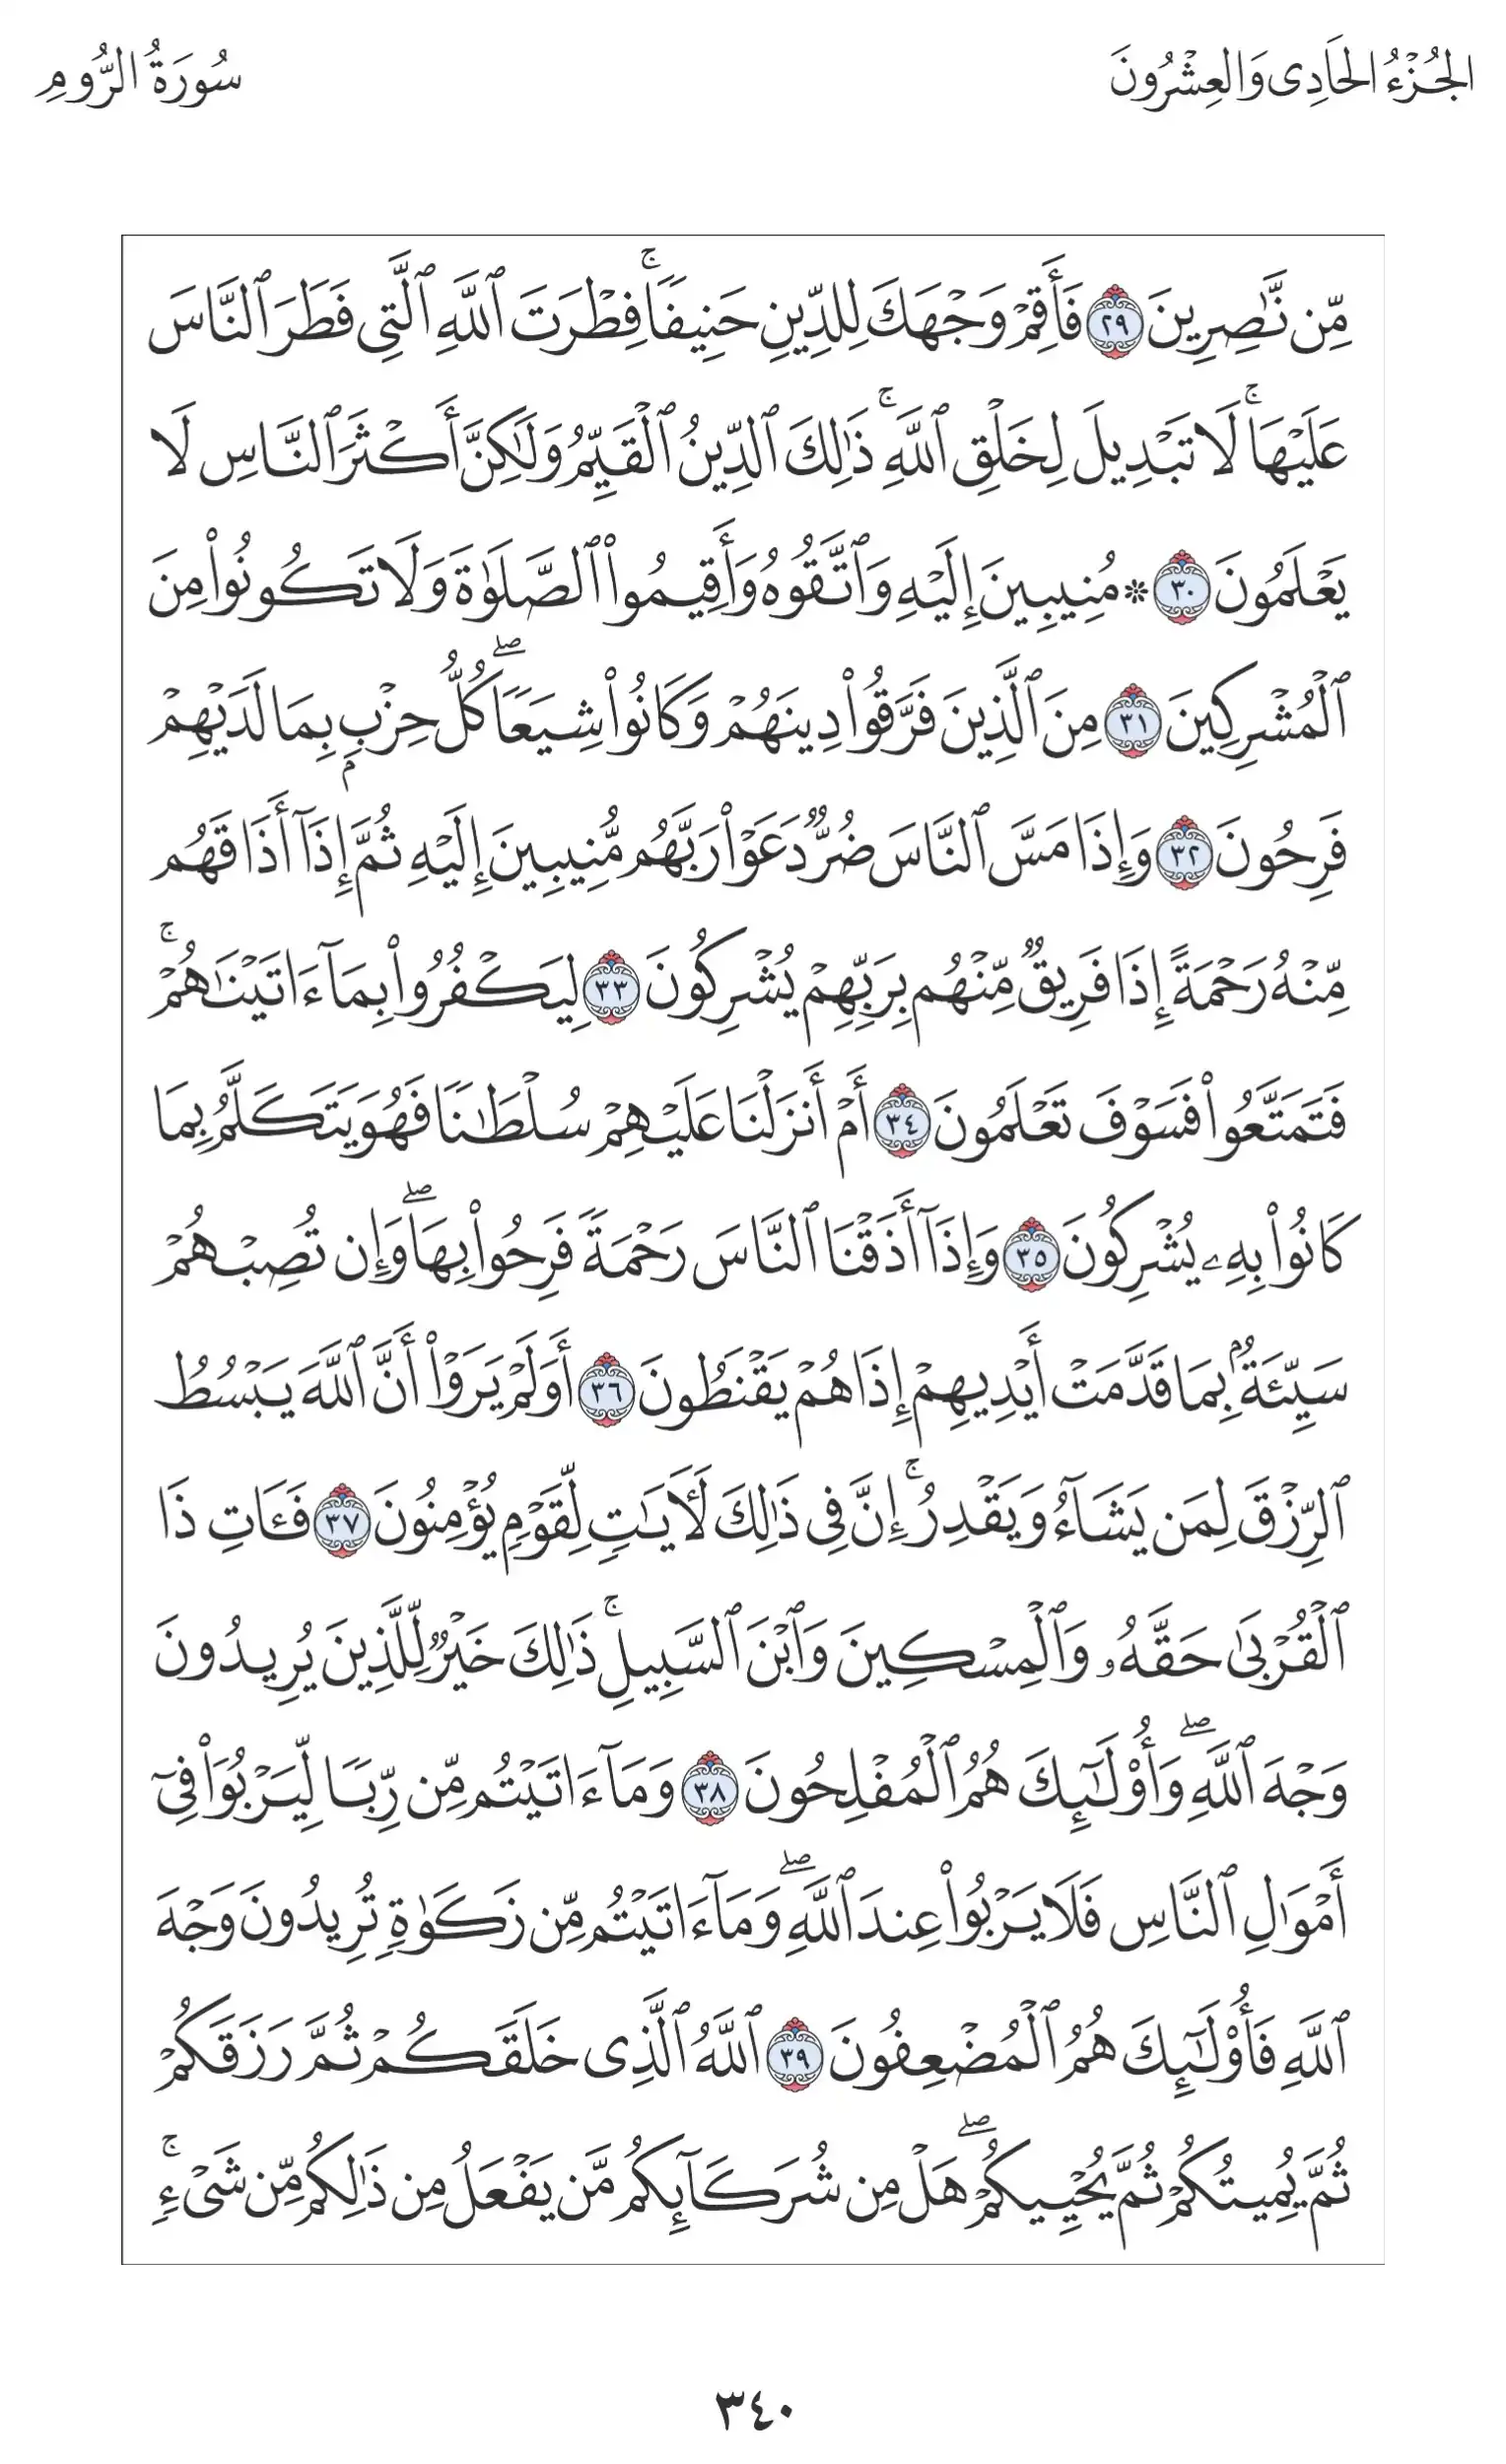 الجُزْءُ الحَادِى وَالعِشْرُونَ
سُورَةُ الرُّومِ
مِّن نَّٰصِرِينَ ٢٩ فَأَقِمْ وَجْهَكَ لِلدِّينِ حَنِيفًاۚ فِطْرَتَ ٱللَّهِ ٱلَّتِى فَطَرَ ٱلنَّاسَ
عَلَيْهَاۚ لَا تَبْدِيلَ لِخَلْقِ ٱللَّهِۚ ذَٰلِكَ ٱلدِّينُ ٱلْقَيِّمُ وَلَٰكِنَّ أَكْثَرَ ٱلنَّاسِ لَا
يَعْلَمُونَ ٣٠ * مُنِيبِينَ إِلَيْهِ وَٱتَّقُوهُ وَأَقِيمُوا۟ ٱلصَّلَوٰةَ وَلَا تَكُونُوا۟ مِنَ
ٱلْمُشْرِكِينَ ٣١ مِنَ ٱلَّذِينَ فَرَّقُوا۟ دِينَهُمْ وَكَانُوا۟ شِيَعًاۖ كُلُّ حِزْبٍۭ بِمَا لَدَيْهِمْ
فَرِحُونَ ٣٢ وَإِذَا مَسَّ ٱلنَّاسَ ضُرٌّ دَعَوْا۟ رَبَّهُم مُّنِيبِينَ إِلَيْهِ ثُمَّ إِذَآ أَذَاقَهُم
مِّنْهُ رَحْمَةً إِذَا فَرِيقٌ مِّنْهُم بِرَبِّهِمْ يُشْرِكُونَ ٣٣ لِيَكْفُرُوا۟ بِمَآ ءَاتَيْنَٰهُمْۚ
فَتَمَتَّعُوا۟ فَسَوْفَ تَعْلَمُونَ ٣٤ أَمْ أَنزَلْنَا عَلَيْهِمْ سُلْطَٰنًا فَهُوَ يَتَكَلَّمُ بِمَا
كَانُوا۟ بِهِۦ يُشْرِكُونَ ٣٥ وَإِذَآ أَذَقْنَا ٱلنَّاسَ رَحْمَةً فَرِحُوا۟ بِهَاۖ وَإِن تُصِبْهُمْ
سَيِّئَةٌۢ بِمَا قَدَّمَتْ أَيْدِيهِمْ إِذَا هُمْ يَقْنَطُونَ ٣٦ أَوَلَمْ يَرَوْا۟ أَنَّ ٱللَّهَ يَبْسُطُ
ٱلرِّزْقَ لِمَن يَشَآءُ وَيَقْدِرُۚ إِنَّ فِى ذَٰلِكَ لَءَايَٰتٍ لِّقَوْمٍ يُؤْمِنُونَ ٣٧ فَـَٔاتِ ذَا
ٱلْقُرْبَىٰ حَقَّهُۥ وَٱلْمِسْكِينَ وَٱبْنَ ٱلسَّبِيلِۚ ذَٰلِكَ خَيْرٌ لِّلَّذِينَ يُرِيدُونَ
وَجْهَ ٱللَّهِۖ وَأُو۟لَٰٓئِكَ هُمُ ٱلْمُفْلِحُونَ ٣٨ وَمَآ ءَاتَيْتُم مِّن رِّبًا لِّيَرْبُوَا۟ فِىٓ
أَمْوَٰلِ ٱلنَّاسِ فَلَا يَرْبُوا۟ عِندَ ٱللَّهِۖ وَمَآ ءَاتَيْتُم مِّن زَكَوٰةٍ تُرِيدُونَ وَجْهَ
ٱللَّهِ فَأُو۟لَٰٓئِكَ هُمُ ٱلْمُضْعِفُونَ ٣٩ ٱللَّهُ ٱلَّذِى خَلَقَكُمْ ثُمَّ رَزَقَكُمْ
ثُمَّ يُمِيتُكُمْ ثُمَّ يُحْيِيكُمْۖ هَلْ مِن شُرَكَآئِكُم مَّن يَفْعَلُ مِن ذَٰلِكُم مِّن شَىْءٍۚ
٣٤٠